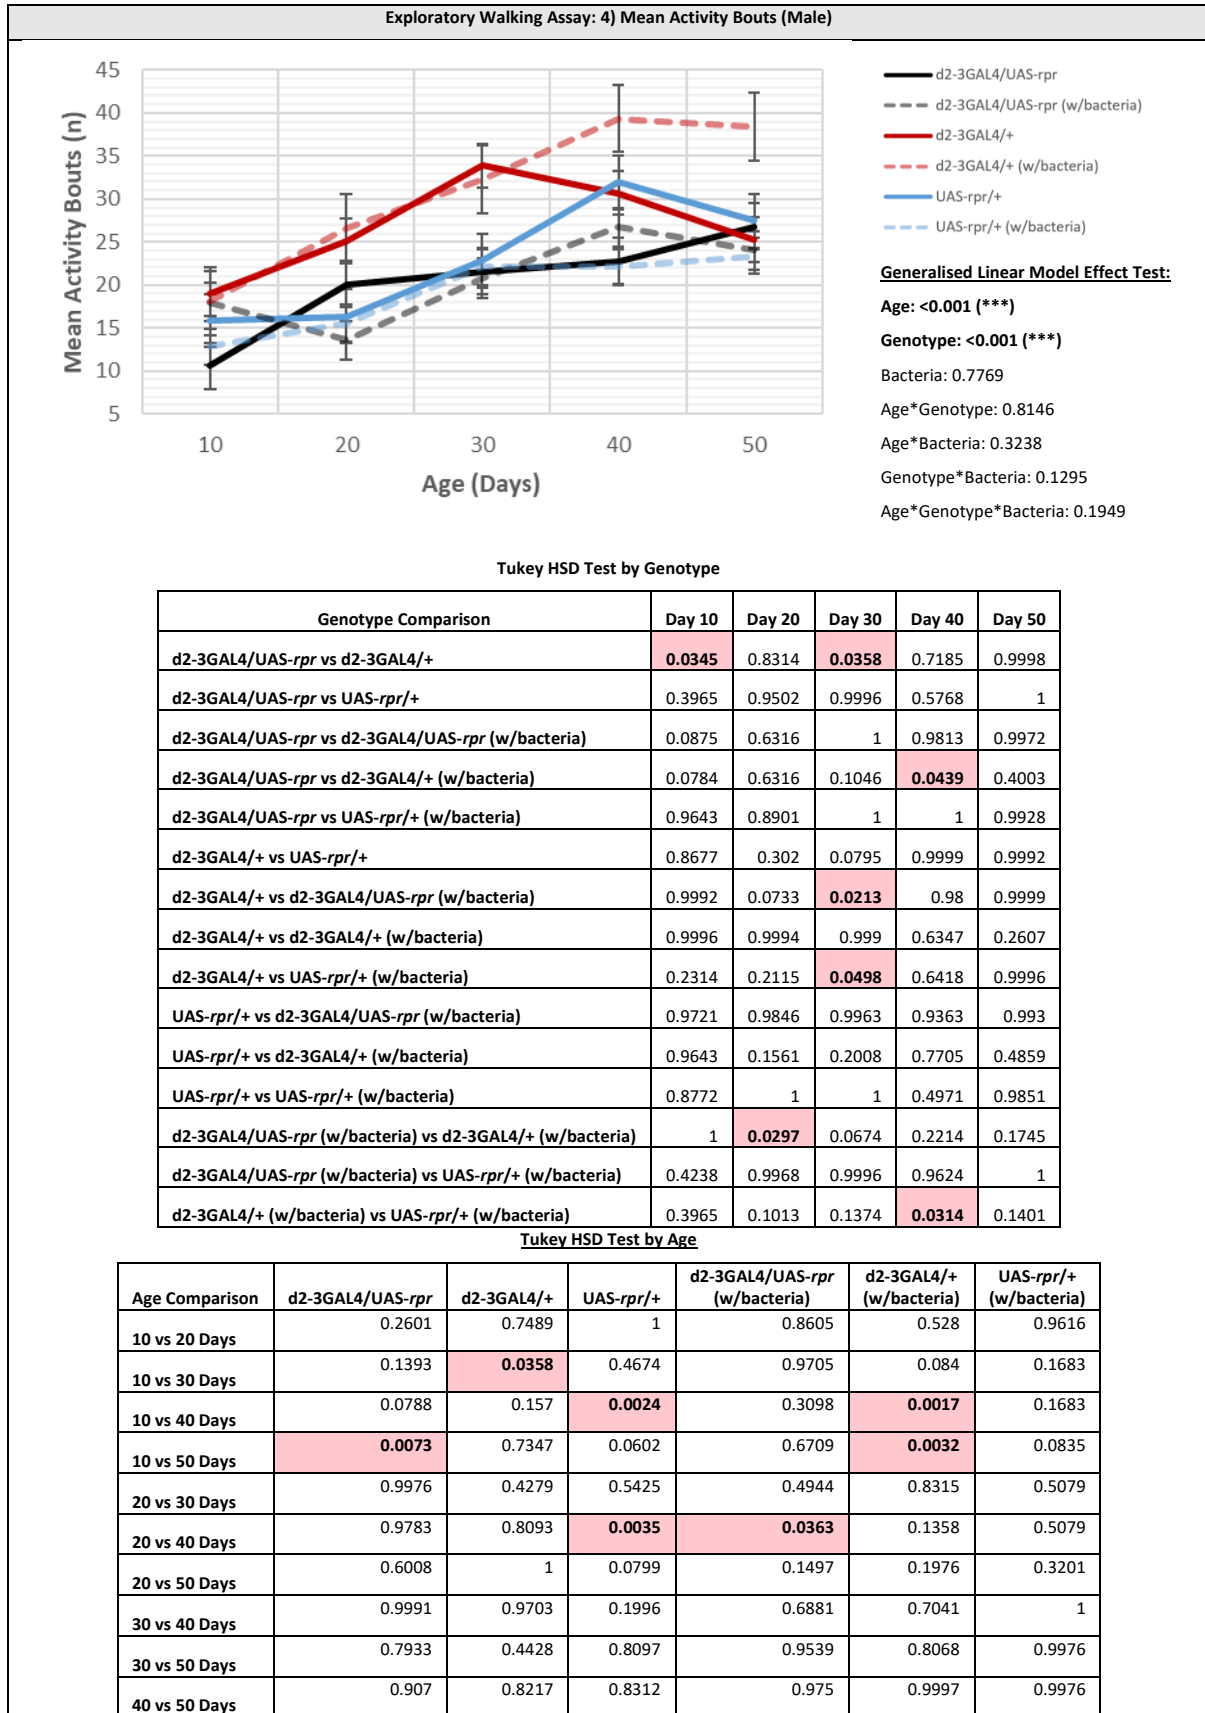 Exploratory Walking Assay: 4) Mean Activity Bouts (Male)
45
40
35
30
25
20
15
10
5
Mean Activity Bouts (n)
10 20 30 40 50
Age (Days)
d2-3GAL4/UAS-rpr
d2-3GAL4/UAS-rpr (w/bacteria)
d2-3GAL4/+
d2-3GAL4/+ (w/bacteria)
UAS-rpr/+
UAS-rpr/+ (w/bacteria)
Generalised Linear Model Effect Test:
Age: <0.001 (***)
Genotype: <0.001 (***)
Bacteria: 0.7769
Age*Genotype: 0.8146
Age*Bacteria: 0.3238
Genotype*Bacteria: 0.1295
Age*Genotype*Bacteria: 0.1949
Tukey HSD Test by Genotype
Genotype Comparison Day 10 Day 20 Day 30 Day 40 Day 50
d2-3GAL4/UAS-rpr vs d2-3GAL4/+ 0.0345 0.8314 0.0358 0.7185 0.9998
d2-3GAL4/UAS-rpr vs UAS-rpr/+ 0.3965 0.9502 0.9996 0.5768 1
d2-3GAL4/UAS-rpr vs d2-3GAL4/UAS-rpr (w/bacteria) 0.0875 0.6316 1 0.9813 0.9972
d2-3GAL4/UAS-rpr vs d2-3GAL4/+ (w/bacteria) 0.0784 0.6316 0.1046 0.0439 0.4003
d2-3GAL4/UAS-rpr vs UAS-rpr/+ (w/bacteria) 0.9643 0.8901 1 1 0.9928
d2-3GAL4/+ vs UAS-rpr/+ 0.8677 0.302 0.0795 0.9999 0.9992
d2-3GAL4/+ vs d2-3GAL4/UAS-rpr (w/bacteria) 0.9992 0.0733 0.0213 0.98 0.9999
d2-3GAL4/+ vs d2-3GAL4/+ (w/bacteria) 0.9996 0.9994 0.999 0.6347 0.2607
d2-3GAL4/+ vs UAS-rpr/+ (w/bacteria) 0.2314 0.2115 0.0498 0.6418 0.9996
UAS-rpr/+ vs d2-3GAL4/UAS-rpr (w/bacteria) 0.9721 0.9846 0.9963 0.9363 0.993
UAS-rpr/+ vs d2-3GAL4/+ (w/bacteria) 0.9643 0.1561 0.2008 0.7705 0.4859
UAS-rpr/+ vs UAS-rpr/+ (w/bacteria) 0.8772 1 1 0.4971 0.9851
d2-3GAL4/UAS-rpr (w/bacteria) vs d2-3GAL4/+ (w/bacteria) 1 0.0297 0.0674 0.2214 0.1745
d2-3GAL4/UAS-rpr (w/bacteria) vs UAS-rpr/+ (w/bacteria) 0.4238 0.9968 0.9996 0.9624 1
d2-3GAL4/+ (w/bacteria) vs UAS-rpr/+ (w/bacteria) 0.3965 0.1013 0.1374 0.0314 0.1401
Tukey HSD Test by Age
Age Comparison d2-3GAL4/UAS-rpr d2-3GAL4/+ UAS-rpr/+ d2-3GAL4/UAS-rpr (w/bacteria) d2-3GAL4/+ (w/bacteria) UAS-rpr/+ (w/bacteria)
10 vs 20 Days 0.2601 0.7489 1 0.8605 0.528 0.9616
10 vs 30 Days 0.1393 0.0358 0.4674 0.9705 0.084 0.1683
10 vs 40 Days 0.0788 0.157 0.0024 0.3098 0.0017 0.1683
10 vs 50 Days 0.0073 0.7347 0.0602 0.6709 0.0032 0.0835
20 vs 30 Days 0.9976 0.4279 0.5425 0.4944 0.8315 0.5079
20 vs 40 Days 0.9783 0.8093 0.0035 0.0363 0.1358 0.5079
20 vs 50 Days 0.6008 1 0.0799 0.1497 0.1976 0.3201
30 vs 40 Days 0.9991 0.9703 0.1996 0.6881 0.7041 1
30 vs 50 Days 0.7933 0.4428 0.8097 0.9539 0.8068 0.9976
40 vs 50 Days 0.907 0.8217 0.8312 0.975 0.9997 0.9976